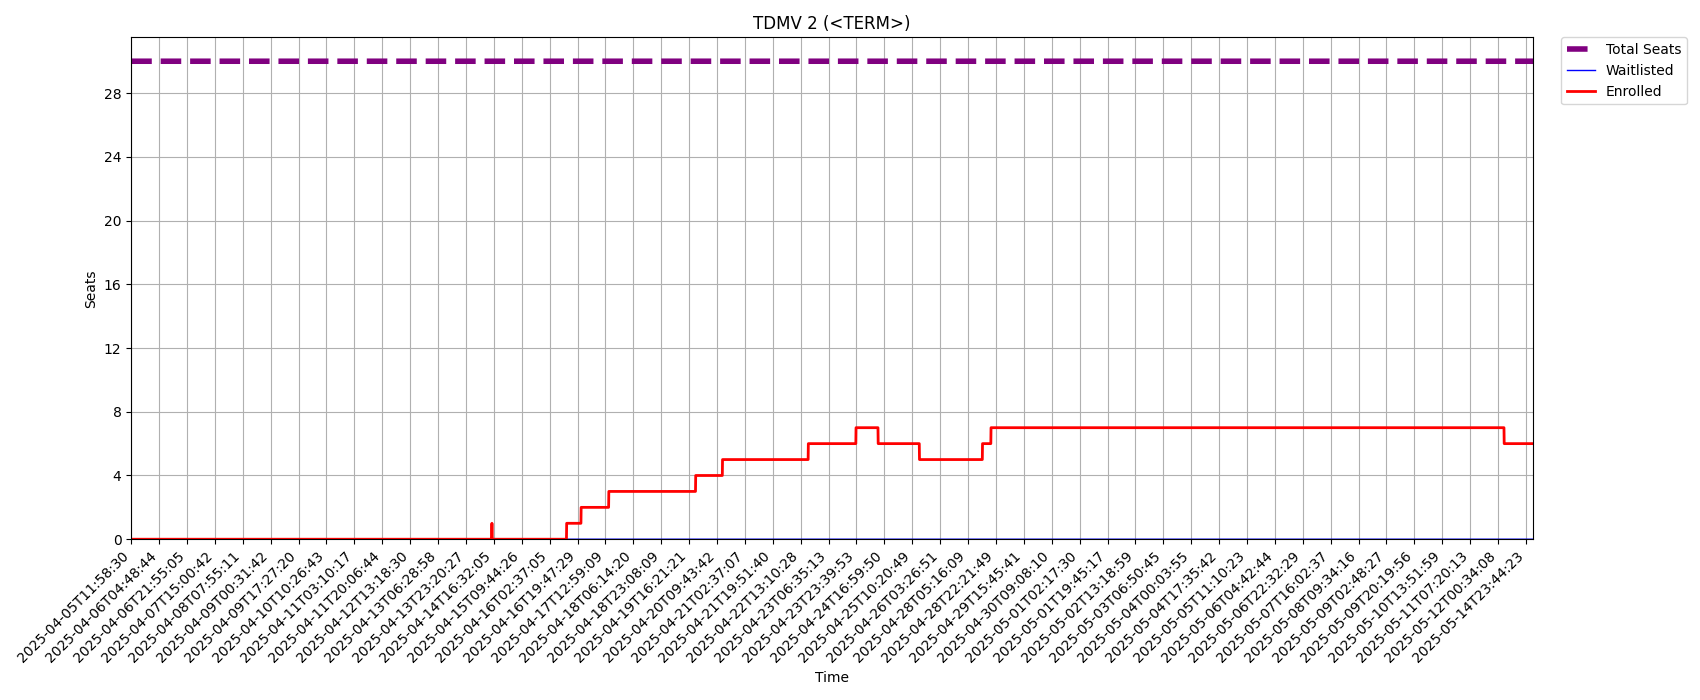 TDMV 2 (<TERM>)
Total Seats
Waitlisted
Enrolled
Seats
28
24
20
16
12
8
4
0
2025-04-05T11:58:30
2025-04-06T04:48:44
2025-04-06T21:55:05
2025-04-07T15:00:42
2025-04-08T07:55:11
2025-04-09T00:31:42
2025-04-09T17:27:20
2025-04-10T10:26:43
2025-04-11T03:10:17
2025-04-11T20:06:44
2025-04-12T13:18:30
2025-04-13T06:28:58
2025-04-13T23:20:27
2025-04-14T16:32:05
2025-04-15T09:44:26
2025-04-16T02:37:05
2025-04-16T19:47:29
2025-04-17T12:59:09
2025-04-18T06:14:20
2025-04-18T23:08:09
2025-04-19T16:21:21
2025-04-20T09:43:42
2025-04-21T02:37:07
2025-04-21T19:51:40
2025-04-22T13:10:28
2025-04-23T06:35:13
2025-04-23T23:39:53
2025-04-24T16:59:50
2025-04-25T10:20:49
2025-04-26T03:26:51
2025-04-28T05:16:09
2025-04-28T22:21:49
2025-04-29T15:45:41
2025-04-30T09:08:10
2025-05-01T02:17:30
2025-05-01T19:45:17
2025-05-02T13:18:59
2025-05-03T06:50:45
2025-05-04T00:03:55
2025-05-04T17:35:42
2025-05-05T11:10:23
2025-05-06T04:42:44
2025-05-06T22:32:29
2025-05-07T16:02:37
2025-05-08T09:34:16
2025-05-09T02:48:27
2025-05-09T20:19:56
2025-05-10T13:51:59
2025-05-11T07:20:13
2025-05-12T00:34:08
2025-05-14T23:44:23
Time